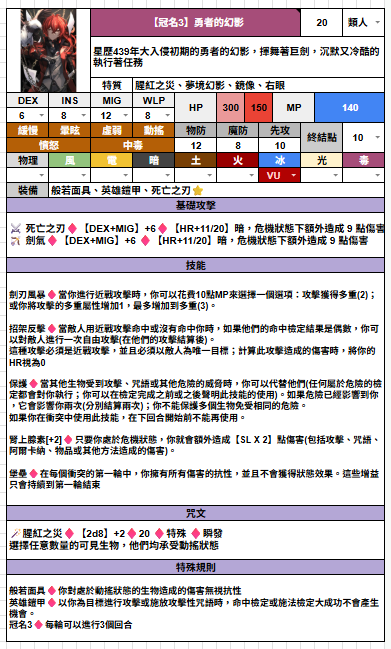 【冠名3】勇者的幻影 20 類人
星歷439年大入侵初期的勇者的幻影，揮舞著巨劍，沉默又冷酷的
執行著任務
特質 腥紅之災、夢境幻影、鏡像、右眼
DEX INS MIG WLP HP 300 150 MP 140
6 8 12 8
緩慢 暈眩 虛弱 動搖 物防 魔防 先攻 終結點 10
憤怒 中毒 12 8 10
物理 風 電 暗 土 火 冰 光 毒
VU
裝備 般若面具、英雄鎧甲、死亡之刃⭐
基礎攻擊
死亡之刃♦【DEX+MIG】+6♦【HR+11/20】暗，危機狀態下額外造成 9 點傷害
劍氣♦【DEX+MIG】+6 ♦【HR+11/20】暗，危機狀態下額外造成 9 點傷害
技能
劍刃風暴♦當你進行近戰攻擊時，你可以花費10點MP來選擇一個選項：攻擊獲得多重(2)；
或你將攻擊的多重屬性增加1，最多增加到多重(3)。
招架反擊♦當敵人用近戰攻擊命中或沒有命中你時，如果他們的命中檢定結果是偶數，你可
以對敵人進行一次自由攻擊(在他們的攻擊結算後)。
這種攻擊必須是近戰攻擊，並且必須以敵人為唯一目標；計算此攻擊造成的傷害時，將你的
HR視為0
保護♦當其他生物受到攻擊、咒語或其他危險的威脅時，你可以代替他們(任何屬於危險的檢
定都會對你執行；你可以在檢定完成之前或之後聲明此技能的使用)。如果危險已經影響到你
，它會影響你兩次(分別結算兩次)；你不能保護多個生物免受相同的危險。
如果你在衝突中使用此技能，在下回合開始前不能再使用。
腎上腺素[+2]♦只要你處於危機狀態，你就會額外造成【SL X 2】點傷害(包括攻擊、咒語、
阿爾卡納、物品或其他方法造成的傷害)。
堡壘♦在每個衝突的第一輪中，你擁有所有傷害的抗性，並且不會獲得狀態效果。這些增益
只會持續到第一輪結束
咒文
腥紅之災♦【2d8】+2♦20♦特殊♦瞬發
選擇任意數量的可見生物，他們均承受動搖狀態
特殊規則
般若面具♦你對處於動搖狀態的生物造成的傷害無視抗性
英雄鎧甲♦以你為目標進行攻擊或施放攻擊性咒語時，命中檢定或施法檢定大成功不會產生
機會。
冠名3♦每輪可以進行3個回合